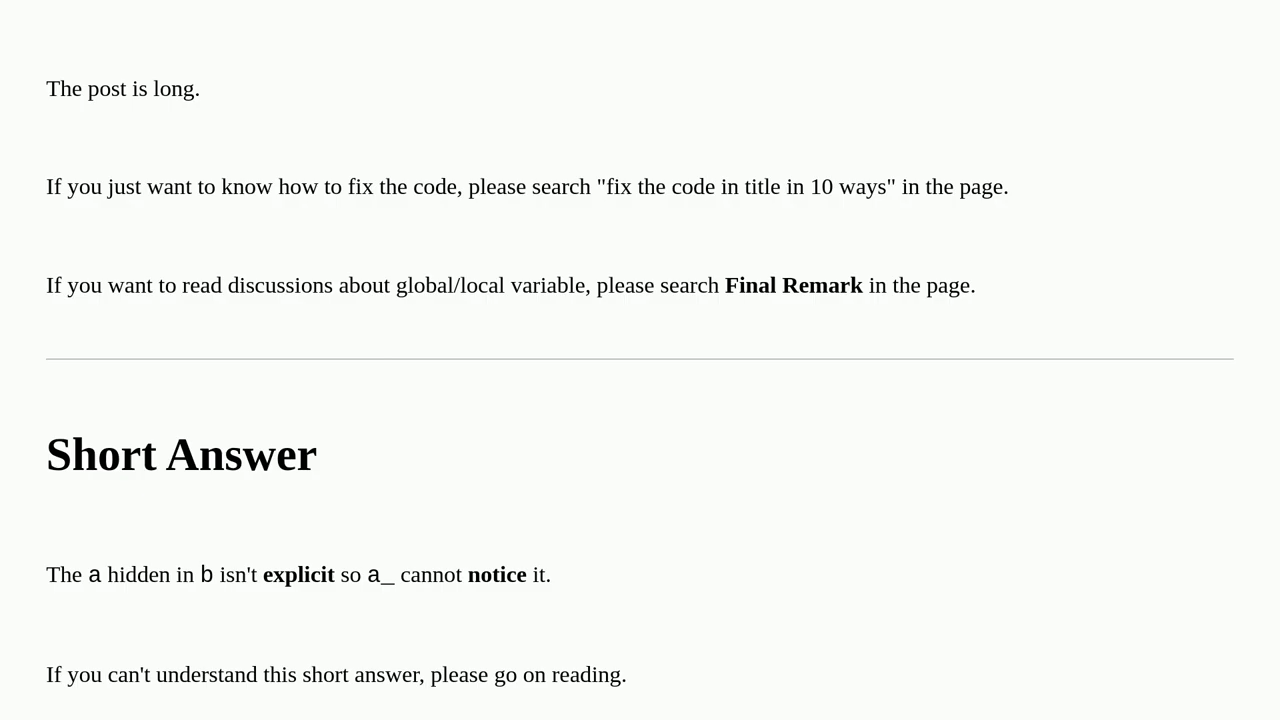 The post is long.
If you just want to know how to fix the code, please search "fix the code in title in 10 ways" in the page.
If you want to read discussions about global/local variable, please search Final Remark in the page.
Short Answer
The a hidden in b isn't explicit so a_ cannot notice it.
If you can't understand this short answer, please go on reading.